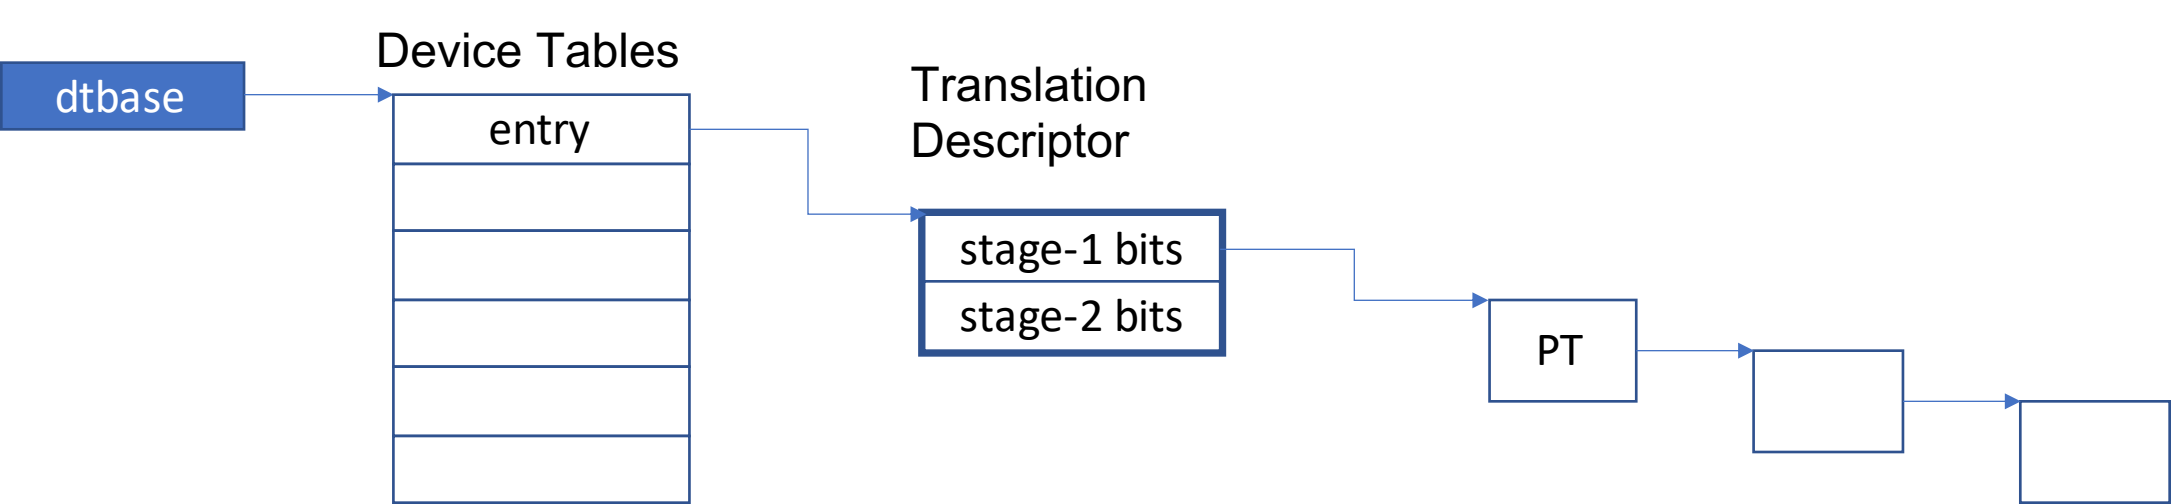 dtbase
Device Tables
entry
Translation
Descriptor
stage-1 bits
stage-2 bits
PT